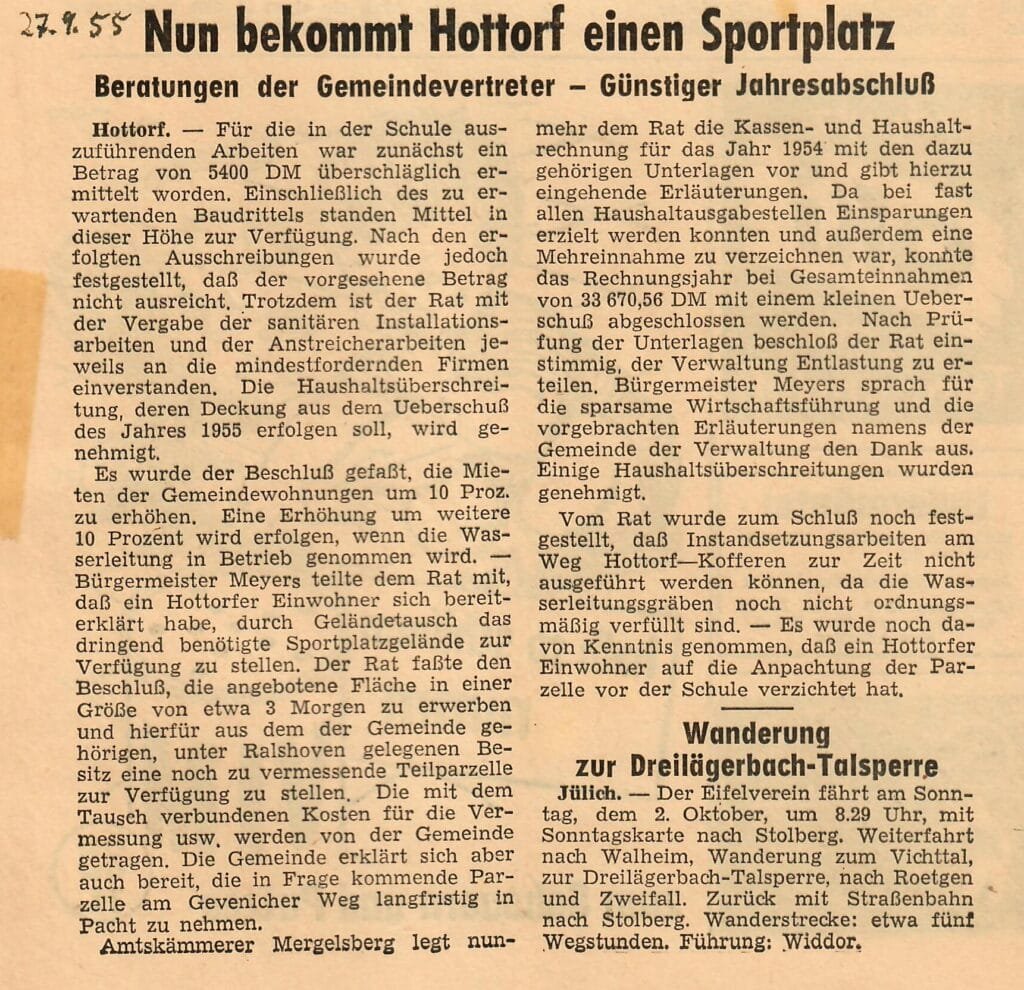 27.9.55
Nun bekommt Hottorf einen Sportplatz
Beratungen der Gemeindevertreter – Günstiger Jahresabschluß
Hottorf. — Für die in der Schule aus-
zuführenden Arbeiten war zunächst ein
Betrag von 5400 DM überschläglich er-
mittelt worden. Einschließlich des zu er-
wartenden Baudrittels standen Mittel in
dieser Höhe zur Verfügung. Nach den er-
folgten Ausschreibungen wurde jedoch
festgestellt, daß der vorgesehene Betrag
nicht ausreicht. Trotzdem ist der Rat mit
der Vergabe der sanitären Installations-
arbeiten und der Anstreicherarbeiten je-
weils an die mindestfordernden Firmen
einverstanden. Die Haushaltsüberschrei-
tung, deren Deckung aus dem Ueberschuß
des Jahres 1955 erfolgen soll, wird ge-
nehmigt.
Es wurde der Beschluß gefaßt, die Mie-
ten der Gemeindewohnungen um 10 Proz.
zu erhöhen. Eine Erhöhung um weitere
10 Prozent wird erfolgen, wenn die Was-
serleitung in Betrieb genommen wird. —
Bürgermeister Meyers teilte dem Rat mit,
daß ein Hottorfer Einwohner sich bereit-
erklärt habe, durch Geländetausch das
dringend benötigte Sportplatzgelände zur
Verfügung zu stellen. Der Rat faßte den
Beschluß, die angebotene Fläche in einer
Größe von etwa 3 Morgen zu erwerben
und hierfür aus dem der Gemeinde ge-
hörigen, unter Ralshoven gelegenen Be-
sitz eine noch zu vermessende Teilparzelle
zur Verfügung zu stellen. Die mit dem
Tausch verbundenen Kosten für die Ver-
messung usw. werden von der Gemeinde
getragen. Die Gemeinde erklärt sich aber
auch bereit, die in Frage kommende Par-
zelle am Gevenicher Weg langfristig in
Pacht zu nehmen.
Amtskämmerer Mergelsberg legt nun-
mehr dem Rat die Kassen- und Haushalt-
rechnung für das Jahr 1954 mit den dazu
gehörigen Unterlagen vor und gibt hierzu
eingehende Erläuterungen. Da bei fast
allen Haushaltausgabestellen Einsparungen
erzielt werden konnten und außerdem eine
Mehreinnahme zu verzeichnen war, konnte
das Rechnungsjahr bei Gesamteinnahmen
von 33 670,56 DM mit einem kleinen Ueber-
schuß abgeschlossen werden. Nach Prü-
fung der Unterlagen beschloß der Rat ein-
stimmig, der Verwaltung Entlastung zu er-
teilen. Bürgermeister Meyers sprach für
die sparsame Wirtschaftsführung und die
vorgebrachten Erläuterungen namens der
Gemeinde der Verwaltung den Dank aus.
Einige Haushaltsüberschreitungen wurden
genehmigt.
Vom Rat wurde zum Schluß noch fest-
gestellt, daß Instandsetzungsarbeiten am
Weg Hottorf—Kofferen zur Zeit nicht
ausgeführt werden können, da die Was-
serleitungsgräben noch nicht ordnungs-
mäßig verfüllt sind. — Es wurde noch da-
von Kenntnis genommen, daß ein Hottorfer
Einwohner auf die Anpachtung der Par-
zelle vor der Schule verzichtet hat.
Wanderung
zur Dreilägerbach-Talsperre
Jülich. — Der Eifelverein fährt am Sonn-
tag, dem 2. Oktober, um 8.29 Uhr, mit
Sonntagskarte nach Stolberg. Weiterfahrt
nach Walheim, Wanderung zum Vichttal,
zur Dreilägerbach-Talsperre, nach Roetgen
und Zweifall. Zurück mit Straßenbahn
nach Stolberg. Wanderstrecke: etwa fünf
Wegstunden. Führung: Widdor.